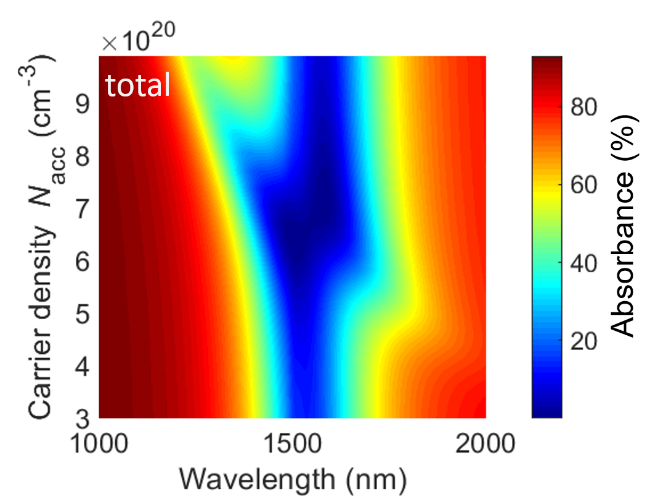 ×10^20
total
9
8
7
6
5
4
3
Carrier density N_acc (cm^-3)
1000 1500 2000
Wavelength (nm)
80
60
40
20
Absorbance (%)